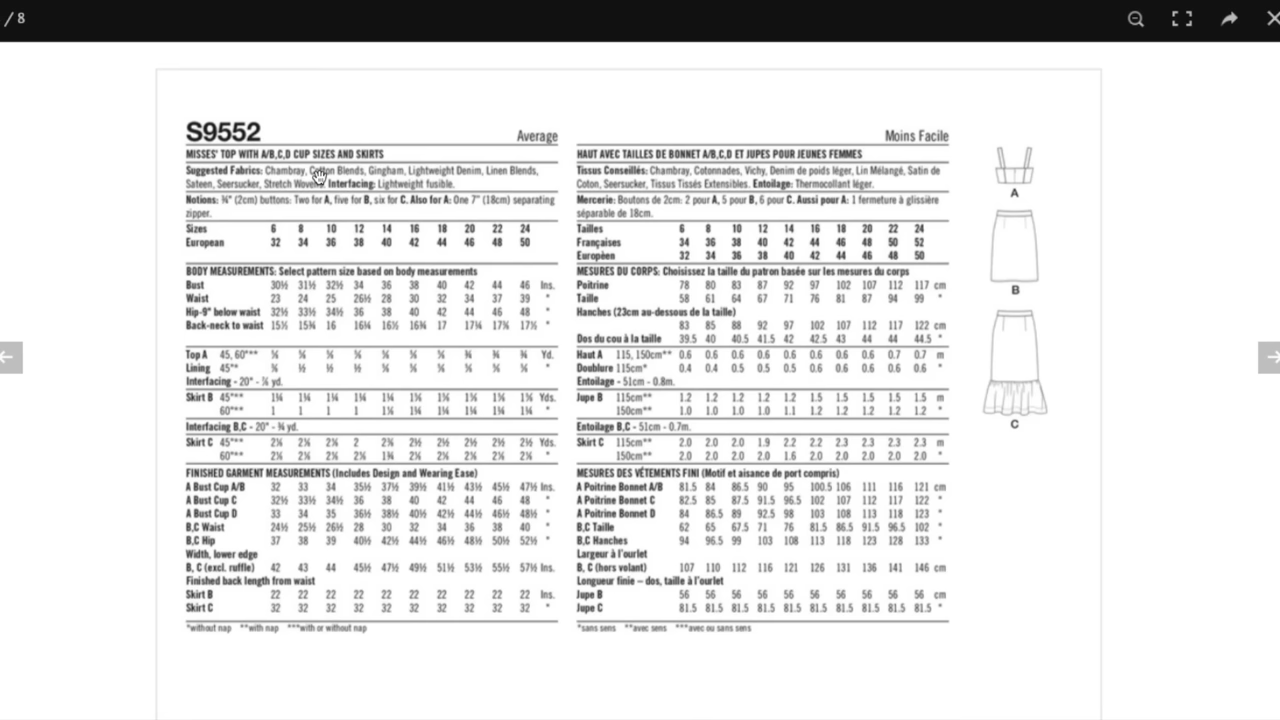 / 8
S9552
Average
MISSES' TOP WITH A/B,C,D CUP SIZES AND SKIRTS
Suggested Fabrics: Chambray, Cotton Blends, Gingham, Lightweight Denim, Linen Blends,
Sateen, Seersucker, Stretch Wovens. Interfacing: Lightweight fusible.
Notions: ¾" (2cm) buttons: Two for A, five for B, six for C. Also for A: One 7" (18cm) separating
zipper.
Sizes 6 8 10 12 14 16 18 20 22 24
European 32 34 36 38 40 42 44 46 48 50
BODY MEASUREMENTS: Select pattern size based on body measurements
Bust 30½ 31½ 32½ 34 36 38 40 42 44 46 Ins.
Waist 23 24 25 26½ 28 30 32 34 37 39 "
Hip-9" below waist 32½ 33½ 34½ 36 38 40 42 44 46 48 "
Back-neck to waist 15½ 15¾ 16 16¼ 16½ 16¾ 17 17¼ "
Top A 45, 60"*** Yd.
Lining 45"* "
Interfacing - 20" - yd.
Skirt B 45"** Yds.
60"** 1 1 1 "
Interfacing B,C - 20" - ¾ yd.
Skirt C 45"** 2 Yds.
60"** "
FINISHED GARMENT MEASUREMENTS (Includes Design and Wearing Ease)
A Bust Cup A/B 32 33 34 35½ 37½ 39½ 41½ 43½ 45½ 47½ Ins.
A Bust Cup C 32½ 33½ 34½ 36 38 40 42 44 46 48 "
A Bust Cup D 33 34 35 36½ 38½ 40½ 42½ 44½ 46½ 48½ "
B,C Waist 24½ 25½ 26½ 28 30 32 34 36 38 40 "
B,C Hip 37 38 39 40½ 42½ 44½ 46½ 48½ 50½ 52½ "
Width, lower edge
B, C (excl. ruffle) 42 43 44 45½ 47½ 49½ 51½ 53½ 55½ 57½ Ins.
Finished back length from waist
Skirt B 22 22 22 22 22 22 22 22 22 22 Ins.
Skirt C 32 32 32 32 32 32 32 32 32 32 "
*without nap **with nap ***with or without nap
Moins Facile
HAUT AVEC TAILLES DE BONNET A/B,C,D ET JUPES POUR JEUNES FEMMES
Tissus Conseillés: Chambray, Cotonnades, Vichy, Denim de poids léger, Lin Mélangé, Satin de
Coton, Seersucker, Tissus Tissés Extensibles. Entoilage: Thermocollant léger.
Mercerie: Boutons de 2cm: 2 pour A, 5 pour B, 6 pour C. Aussi pour A: 1 fermeture à glissière
séparable de 18cm.
Tailles 6 8 10 12 14 16 18 20 22 24
Françaises 34 36 38 40 42 44 46 48 50 52
Europèen 32 34 36 38 40 42 44 46 48 50
MESURES DU CORPS: Choisissez la taille du patron basée sur les mesures du corps
Poitrine 78 80 83 87 92 97 102 107 112 117 cm
Taille 58 61 64 67 71 76 81 87 94 99 "
Hanches (23cm au-dessous de la taille)
83 85 88 92 97 102 107 112 117 122 cm
Dos du cou à la taille 39.5 40 40.5 41.5 42 42.5 43 44 44 44.5 "
Haut A 115, 150cm** 0.6 0.6 0.6 0.6 0.6 0.6 0.6 0.6 0.7 0.7 m
Doublure 115cm* 0.4 0.4 0.5 0.5 0.5 0.6 0.6 0.6 0.6 0.6 "
Entoilage - 51cm - 0.8m.
Jupe B 115cm** 1.2 1.2 1.2 1.2 1.2 1.5 1.5 1.5 1.5 1.5 m
150cm** 1.0 1.0 1.0 1.0 1.1 1.2 1.2 1.2 1.2 1.2 "
Entoilage B,C - 51cm - 0.7m.
Skirt C 115cm** 2.0 2.0 2.0 1.9 2.2 2.2 2.3 2.3 2.3 2.3 m
150cm** 2.0 2.0 2.0 2.0 1.6 2.0 2.0 2.0 2.0 2.0 "
MESURES DES VÉTEMENTS FINI (Motif et aisance de port compris)
A Poitrine Bonnet A/B 81.5 84 86.5 90 95 100.5 106 111 116 121 cm
A Poitrine Bonnet C 82.5 85 87.5 91.5 96.5 102 107 112 117 122 "
A Poitrine Bonnet D 84 86.5 89 92.5 98 103 108 113 118 123 "
B,C Taille 62 65 67.5 71 76 81.5 86.5 91.5 96.5 102 "
B,C Hanches 94 96.5 99 103 108 113 118 123 128 133 "
Largeur à l'ourlet
B, C (hors volant) 107 110 112 116 121 126 131 136 141 146 cm
Longueur finie – dos, taille à l'ourlet
Jupe B 56 56 56 56 56 56 56 56 56 56 cm
Jupe C 81.5 81.5 81.5 81.5 81.5 81.5 81.5 81.5 81.5 81.5 "
*sans sens **avec sens ***avec ou sans sens
A
B
C